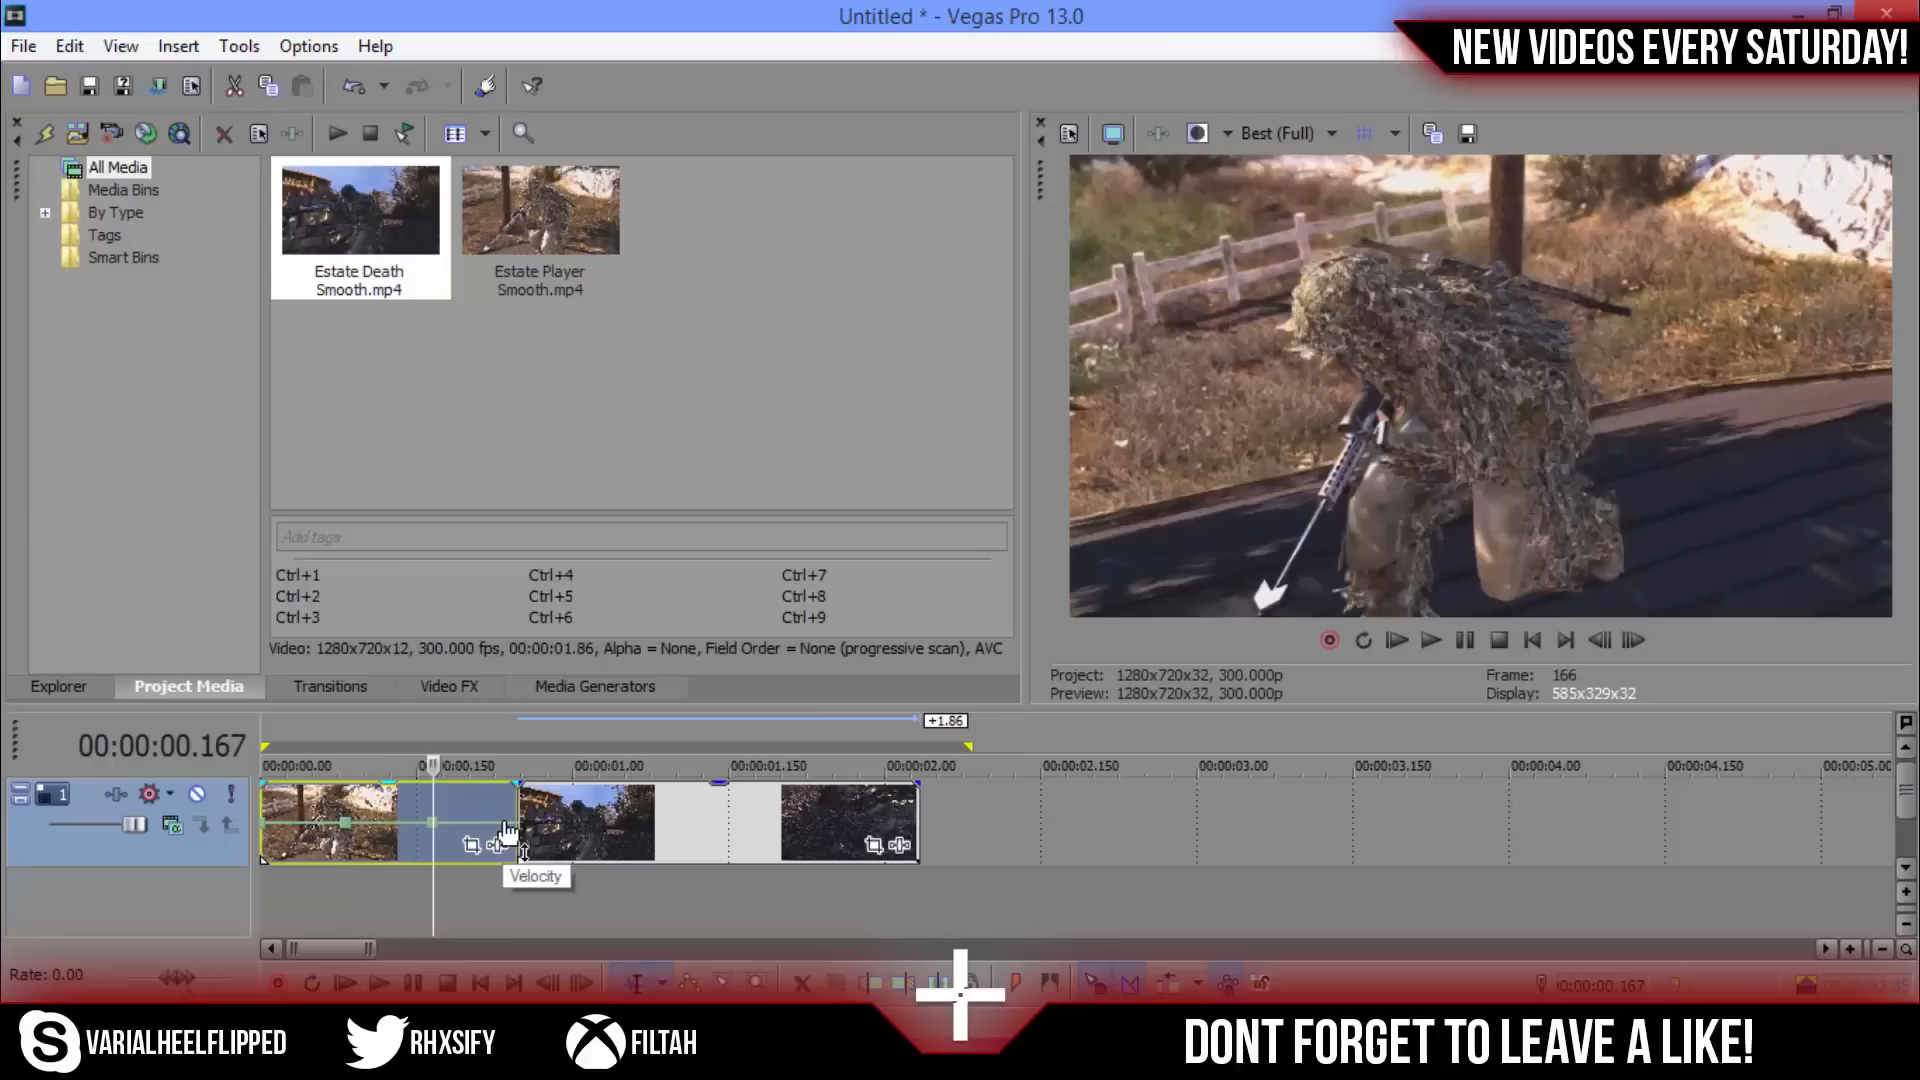 Untitled * - Vegas Pro 13.0
NEW VIDEOS EVERY SATURDAY!
File Edit View Insert Tools Options Help
Best (Full)
All Media
Media Bins
By Type
Tags
Smart Bins
Estate Death
Smooth.mp4
Estate Player
Smooth.mp4
Add tags
Ctrl+1 Ctrl+4 Ctrl+7
Ctrl+2 Ctrl+5 Ctrl+8
Ctrl+3 Ctrl+6 Ctrl+9
Video: 1280x720x12, 300.000 fps, 00:00:01.86, Alpha = None, Field Order = None (progressive scan), AVC
Explorer Project Media Transitions Video FX Media Generators
Project: 1280x720x32, 300.000p Frame: 166
Preview: 1280x720x32, 300.000p Display: 585x329x32
+1.86
00:00:00.167
00:00:00.00 00:00:01.00 00:00:01.150 00:00:02.00 00:00:02.150 00:00:03.00 00:00:03.150 00:00:04.00 00:00:04.150 00:00:05.00
1
Velocity
Rate: 0.00
00:00:00.167
VARIALHEELFLIPPED RHXSIFY FILTAH
DONT FORGET TO LEAVE A LIKE!